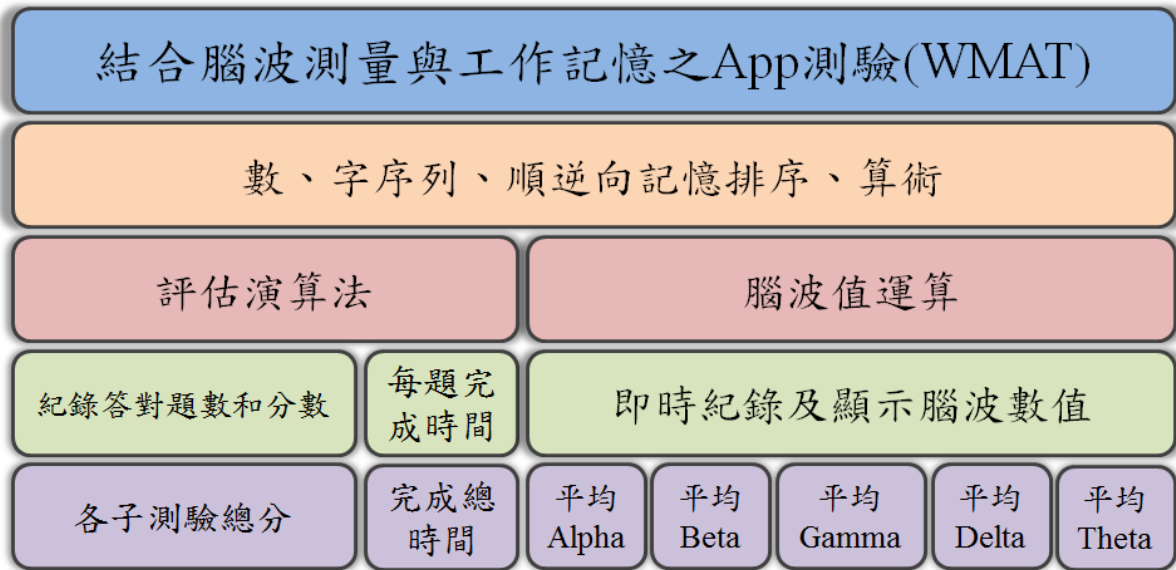 結合腦波測量與工作記憶之App測驗(WMAT)
數、字序列、順逆向記憶排序、算術
評估演算法
腦波值運算
紀錄答對題數和分數
每題完
成時間
即時紀錄及顯示腦波數值
各子測驗總分
完成總
時間
平均
Alpha
平均
Beta
平均
Gamma
平均
Delta
平均
Theta